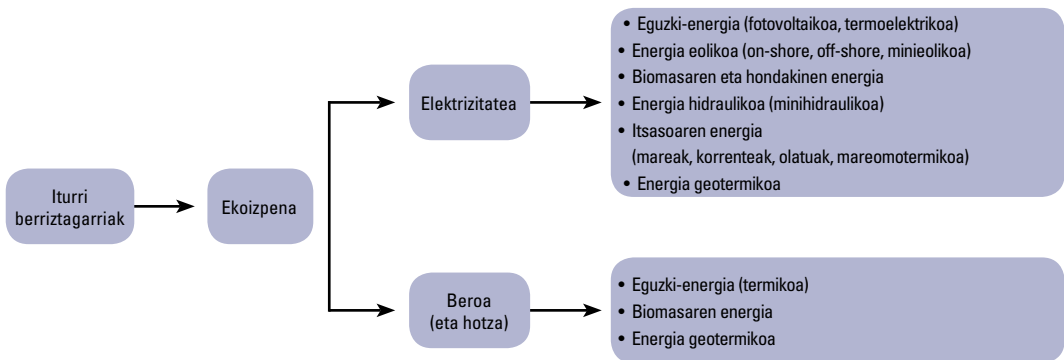 Iturri
berriztagarriak
Ekoizpena
Elektrizitatea
• Eguzki-energia (fotovoltaikoa, termoelektrikoa)
• Energia eolikoa (on-shore, off-shore, minieolikoa)
• Biomasaren eta hondakinen energia
• Energia hidraulikoa (minihidraulikoa)
• Itsasoaren energia
(mareak, korrenteak, olatuak, mareomotermikoa)
• Energia geotermikoa
Beroa
(eta hotza)
• Eguzki-energia (termikoa)
• Biomasaren energia
• Energia geotermikoa